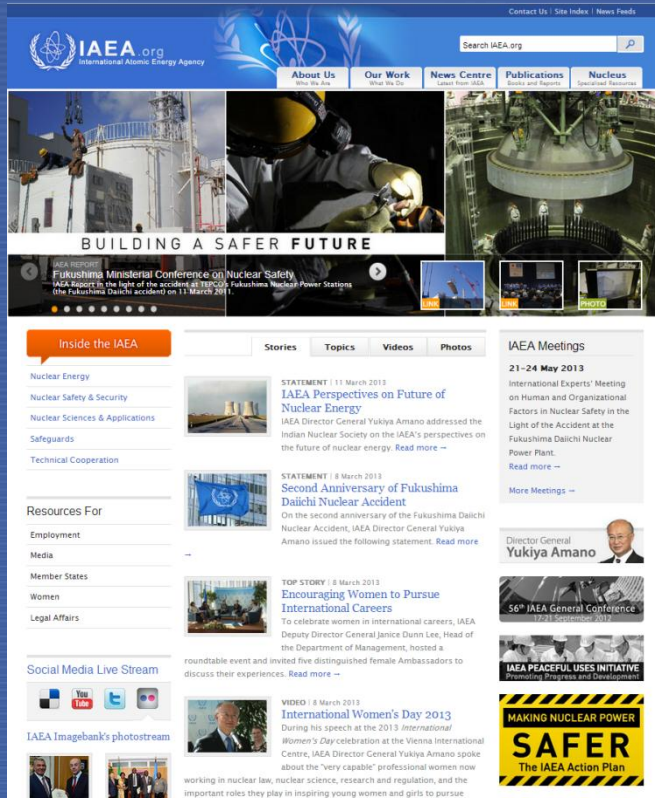 Contact Us | Site Index | News Feeds
IAEA.org
International Atomic Energy Agency
Search IAEA.org
About Us
Who We Are
Our Work
What We Do
News Centre
Latest from IAEA
Publications
Books and Reports
Nucleus
Specialised Resources
BUILDING A SAFER FUTURE
IAEA REPORT
Fukushima Ministerial Conference on Nuclear Safety
IAEA Report in the light of the accident at TEPCO's Fukushima Nuclear Power Stations
(the Fukushima Daiichi accident) on 11 March 2011.
LINK
LINK
PHOTO
Inside the IAEA
Nuclear Energy
Nuclear Safety & Security
Nuclear Sciences & Applications
Safeguards
Technical Cooperation
Resources For
Employment
Media
Member States
Women
Legal Affairs
Social Media Live Stream
You
Tube
IAEA Imagebank's photostream
Stories
Topics
Videos
Photos
STATEMENT | 11 March 2013
IAEA Perspectives on Future of
Nuclear Energy
IAEA Director General Yukiya Amano addressed the
Indian Nuclear Society on the IAEA's perspectives on
the future of nuclear energy. Read more →
STATEMENT | 8 March 2013
Second Anniversary of Fukushima
Daiichi Nuclear Accident
On the second anniversary of the Fukushima Daiichi
Nuclear Accident, IAEA Director General Yukiya
Amano issued the following statement. Read more
→
TOP STORY | 8 March 2013
Encouraging Women to Pursue
International Careers
To celebrate women in international careers, IAEA
Deputy Director General Janice Dunn Lee, Head of
the Department of Management, hosted a
roundtable event and invited five distinguished female Ambassadors to
discuss their experiences. Read more →
VIDEO | 8 March 2013
International Women's Day 2013
During his speech at the 2013 International
Women's Day celebration at the Vienna International
Centre, IAEA Director General Yukiya Amano spoke
about the "very capable" professional women now
working in nuclear law, nuclear science, research and regulation, and the
important roles they play in inspiring young women and girls to pursue
IAEA Meetings
21-24 May 2013
International Experts' Meeting
on Human and Organizational
Factors in Nuclear Safety in the
Light of the Accident at the
Fukushima Daiichi Nuclear
Power Plant.
Read more →
More Meetings →
Director General
Yukiya Amano
56th IAEA General Conference
17-21 September 2012
IAEA PEACEFUL USES INITIATIVE
Promoting Progress and Development
MAKING NUCLEAR POWER
SAFER
The IAEA Action Plan